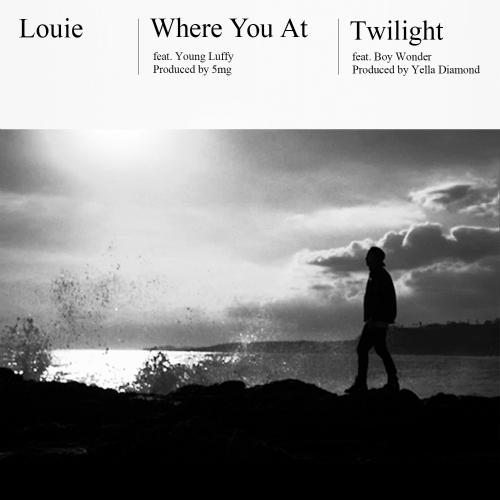 Louie
Where You At
feat. Young Luffy
Produced by 5mg
Twilight
feat. Boy Wonder
Produced by Yella Diamond